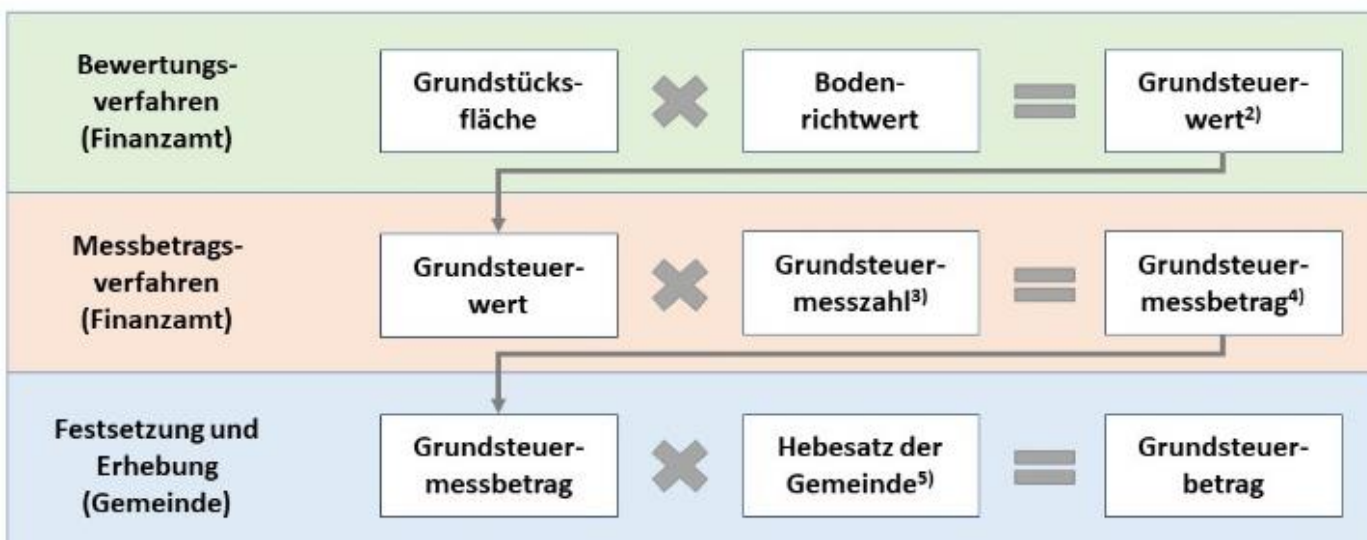 Bewertungs-
verfahren
(Finanzamt)
Grundstücks-
fläche
Boden-
richtwert
Grundsteuer-
wert²⁾
Messbetrags-
verfahren
(Finanzamt)
Grundsteuer-
wert
Grundsteuer-
messzahl³⁾
Grundsteuer-
messbetrag⁴⁾
Festsetzung und
Erhebung
(Gemeinde)
Grundsteuer-
messbetrag
Hebesatz der
Gemeinde⁵⁾
Grundsteuer-
betrag